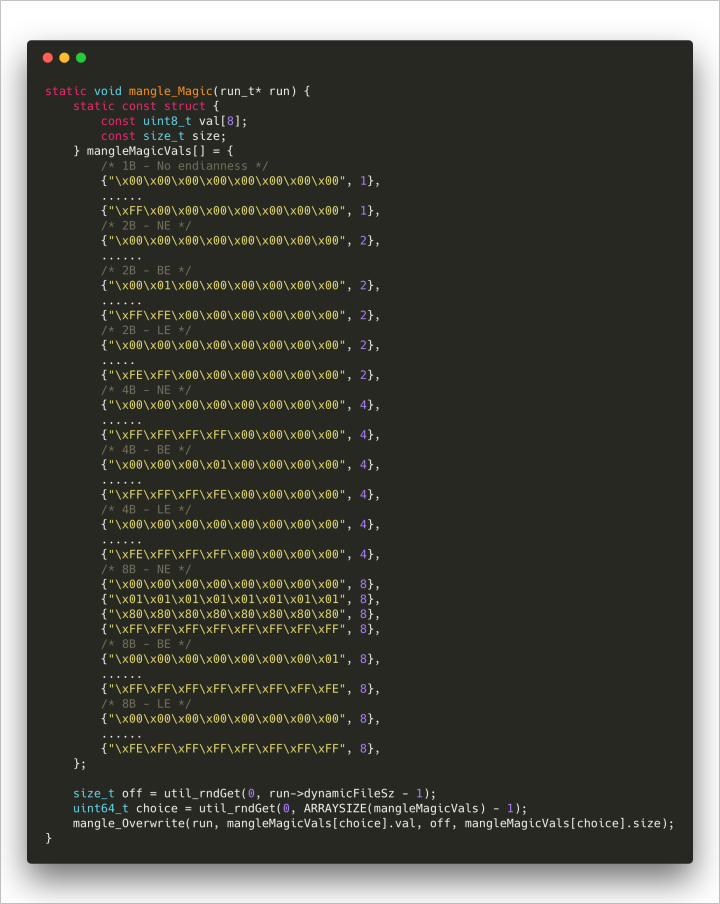 static void mangle_Magic(run_t* run) {
    static const struct {
        const uint8_t val[8];
        const size_t size;
    } mangleMagicVals[] = {
        /* 1B - No endianness */
        {"\x00\x00\x00\x00\x00\x00\x00\x00", 1},
        ......
        {"\xFF\x00\x00\x00\x00\x00\x00\x00", 1},
        /* 2B - NE */
        {"\x00\x00\x00\x00\x00\x00\x00\x00", 2},
        ......
        /* 2B - BE */
        {"\x00\x01\x00\x00\x00\x00\x00\x00", 2},
        ......
        {"\xFF\xFE\x00\x00\x00\x00\x00\x00", 2},
        /* 2B - LE */
        {"\x00\x00\x00\x00\x00\x00\x00\x00", 2},
        .....
        {"\xFE\xFF\x00\x00\x00\x00\x00\x00", 2},
        /* 4B - NE */
        {"\x00\x00\x00\x00\x00\x00\x00\x00", 4},
        ......
        {"\xFF\xFF\xFF\xFF\x00\x00\x00\x00", 4},
        /* 4B - BE */
        {"\x00\x00\x00\x01\x00\x00\x00\x00", 4},
        ......
        {"\xFF\xFF\xFF\xFE\x00\x00\x00\x00", 4},
        /* 4B - LE */
        {"\x00\x00\x00\x00\x00\x00\x00\x00", 4},
        ......
        {"\xFE\xFF\xFF\xFF\x00\x00\x00\x00", 4},
        /* 8B - NE */
        {"\x00\x00\x00\x00\x00\x00\x00\x00", 8},
        {"\x01\x01\x01\x01\x01\x01\x01\x01", 8},
        {"\x80\x80\x80\x80\x80\x80\x80\x80", 8},
        {"\xFF\xFF\xFF\xFF\xFF\xFF\xFF\xFF", 8},
        /* 8B - BE */
        {"\x00\x00\x00\x00\x00\x00\x00\x01", 8},
        ......
        {"\xFF\xFF\xFF\xFF\xFF\xFF\xFF\xFE", 8},
        /* 8B - LE */
        {"\x00\x00\x00\x00\x00\x00\x00\x00", 8},
        ......
        {"\xFE\xFF\xFF\xFF\xFF\xFF\xFF\xFF", 8},
    };
    size_t off = util_rndGet(0, run->dynamicFileSz - 1);
    uint64_t choice = util_rndGet(0, ARRAYSIZE(mangleMagicVals) - 1);
    mangle_Overwrite(run, mangleMagicVals[choice].val, off, mangleMagicVals[choice].size);
}